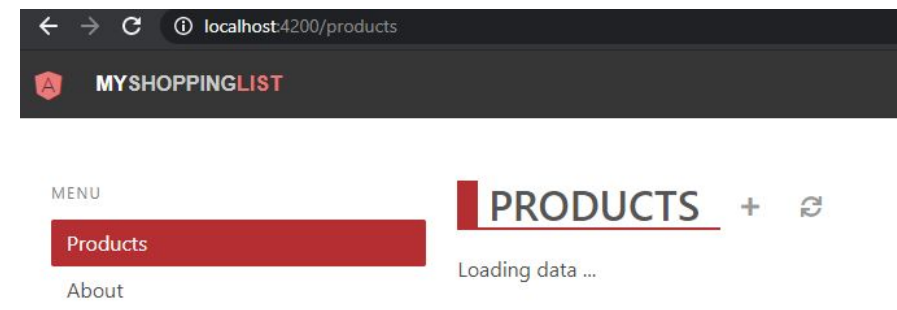 localhost:4200/products
MYSHOPPINGLIST
MENU
PRODUCTS +
Products
Loading data ...
About